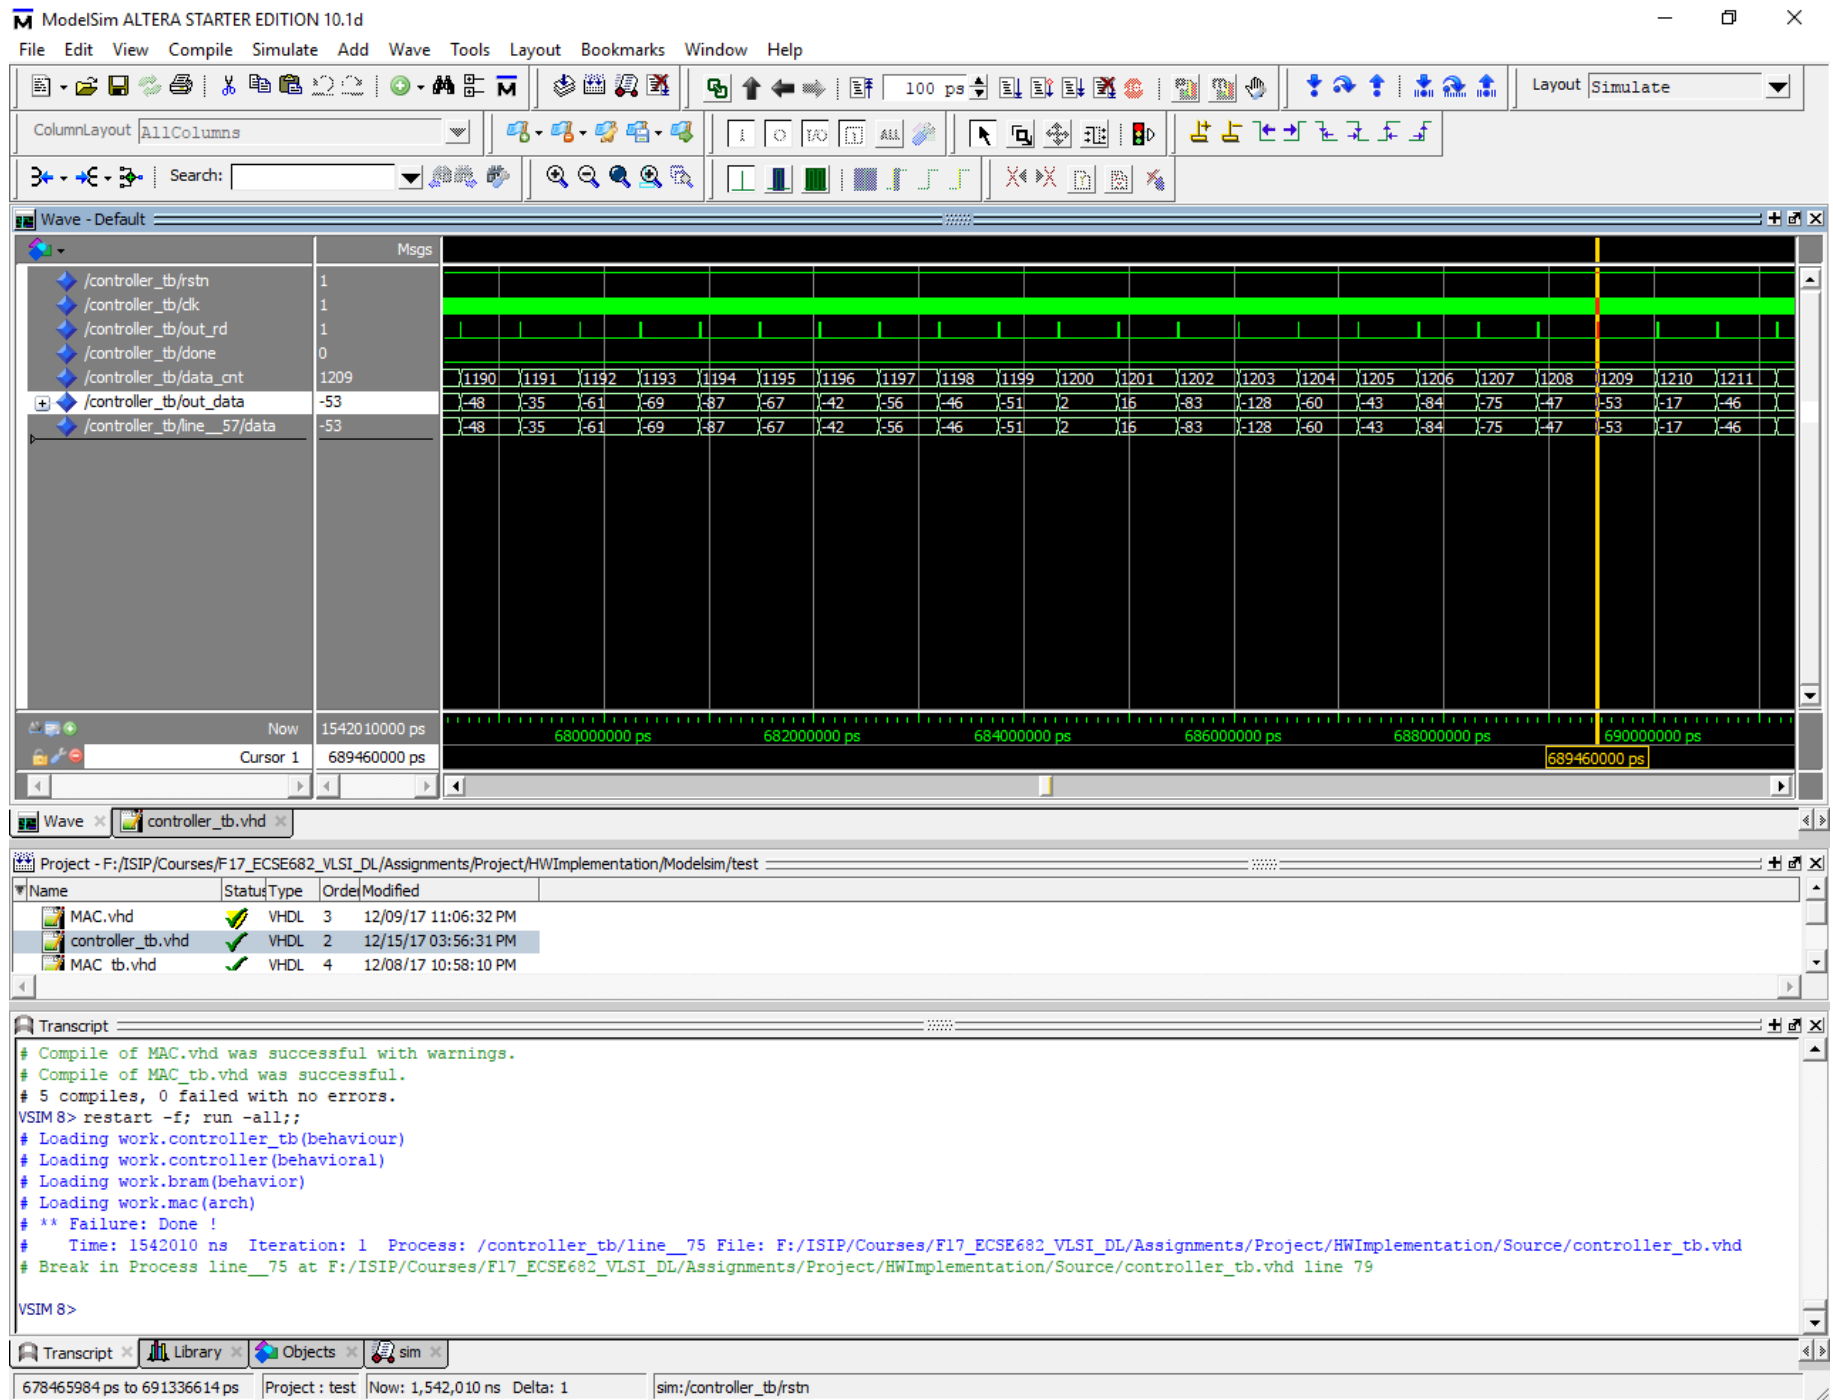 ModelSim ALTERA STARTER EDITION 10.1d
File Edit View Compile Simulate Add Wave Tools Layout Bookmarks Window Help
100 ps Layout Simulate
ColumnLayout AllColumns
Search:
Wave - Default
Msgs
/controller_tb/rstn 1
/controller_tb/clk 1
/controller_tb/out_rd 1
/controller_tb/done 0
/controller_tb/data_cnt 1209 1190 1191 1192 1193 1194 1195 1196 1197 1198 1199 1200 1201 1202 1203 1204 1205 1206 1207 1208 1209 1210 1211
/controller_tb/out_data -53 -48 -35 -61 -69 -87 -67 -42 -56 -46 -51 2 16 -83 -128 -60 -43 -84 -75 -47 -53 -17 -46
/controller_tb/line__57/data -53 -48 -35 -61 -69 -87 -67 -42 -56 -46 -51 2 16 -83 -128 -60 -43 -84 -75 -47 -53 -17 -46
Now 1542010000 ps 680000000 ps 682000000 ps 684000000 ps 686000000 ps 688000000 ps 690000000 ps
Cursor 1 689460000 ps 689460000 ps
Wave controller_tb.vhd
Project - F:/ISIP/Courses/F17_ECSE682_VLSI_DL/Assignments/Project/HWImplementation/Modelsim/test
Name Status Type Order Modified
MAC.vhd VHDL 3 12/09/17 11:06:32 PM
controller_tb.vhd VHDL 2 12/15/17 03:56:31 PM
MAC_tb.vhd VHDL 4 12/08/17 10:58:10 PM
Transcript
# Compile of MAC.vhd was successful with warnings.
# Compile of MAC_tb.vhd was successful.
# 5 compiles, 0 failed with no errors.
VSIM 8> restart -f; run -all;;
# Loading work.controller_tb(behaviour)
# Loading work.controller(behavioral)
# Loading work.bram(behavior)
# Loading work.mac(arch)
# ** Failure: Done !
# Time: 1542010 ns Iteration: 1 Process: /controller_tb/line__75 File: F:/ISIP/Courses/F17_ECSE682_VLSI_DL/Assignments/Project/HWImplementation/Source/controller_tb.vhd
# Break in Process line__75 at F:/ISIP/Courses/F17_ECSE682_VLSI_DL/Assignments/Project/HWImplementation/Source/controller_tb.vhd line 79
VSIM 8>
Transcript Library Objects sim
678465984 ps to 691336614 ps Project : test Now: 1,542,010 ns Delta: 1 sim:/controller_tb/rstn